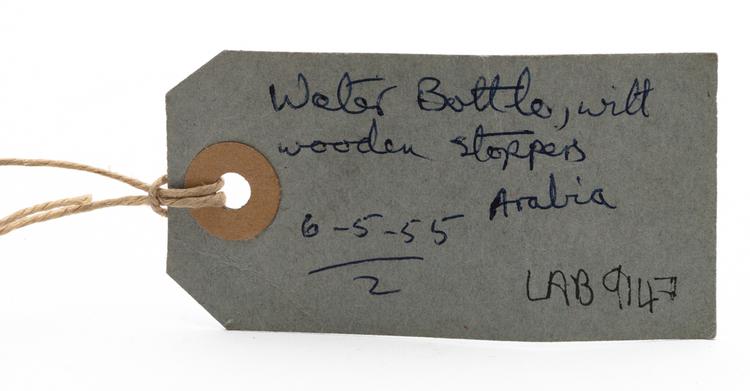 Water Bottle, with
wooden stoppers
Arabia
6-5-55
2
LAB 9147